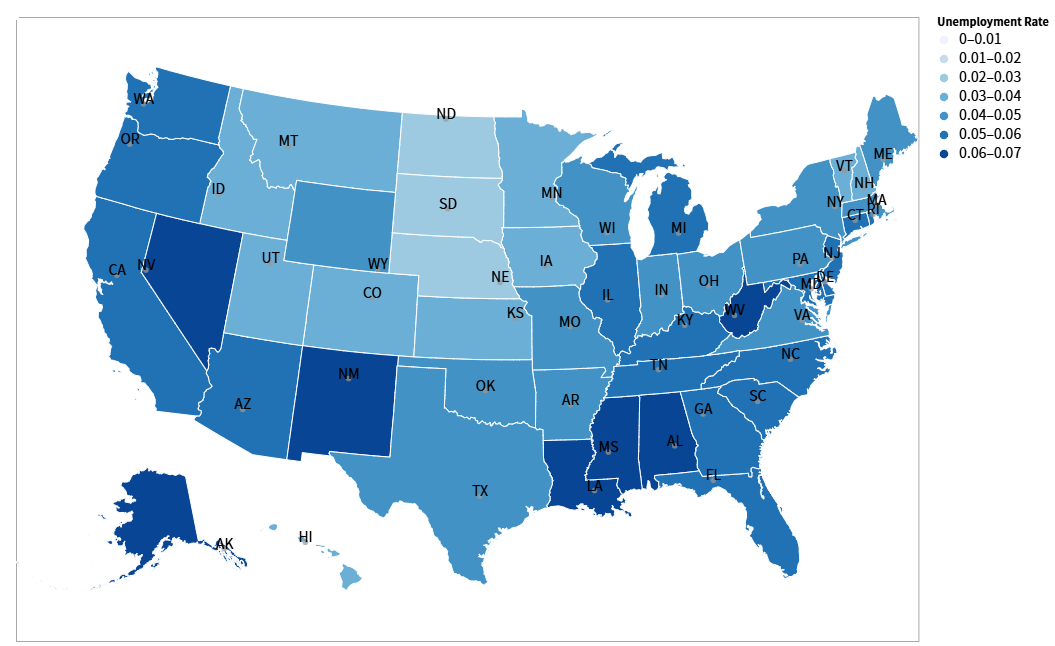 Unemployment Rate
0–0.01
0.01–0.02
0.02–0.03
0.03–0.04
0.04–0.05
0.05–0.06
0.06–0.07
WA
ND
OR
MT
ME
VT
ID
NH
MN
SD
NY
MA
RI
CT
WI
MI
NJ
PA
UT
IA
NV
WY
CA
NE
DE
OH
MD
IN
CO
IL
WV
KS
VA
KY
MO
NC
TN
NM
OK
SC
AZ
AR
GA
AL
MS
FL
LA
TX
HI
AK